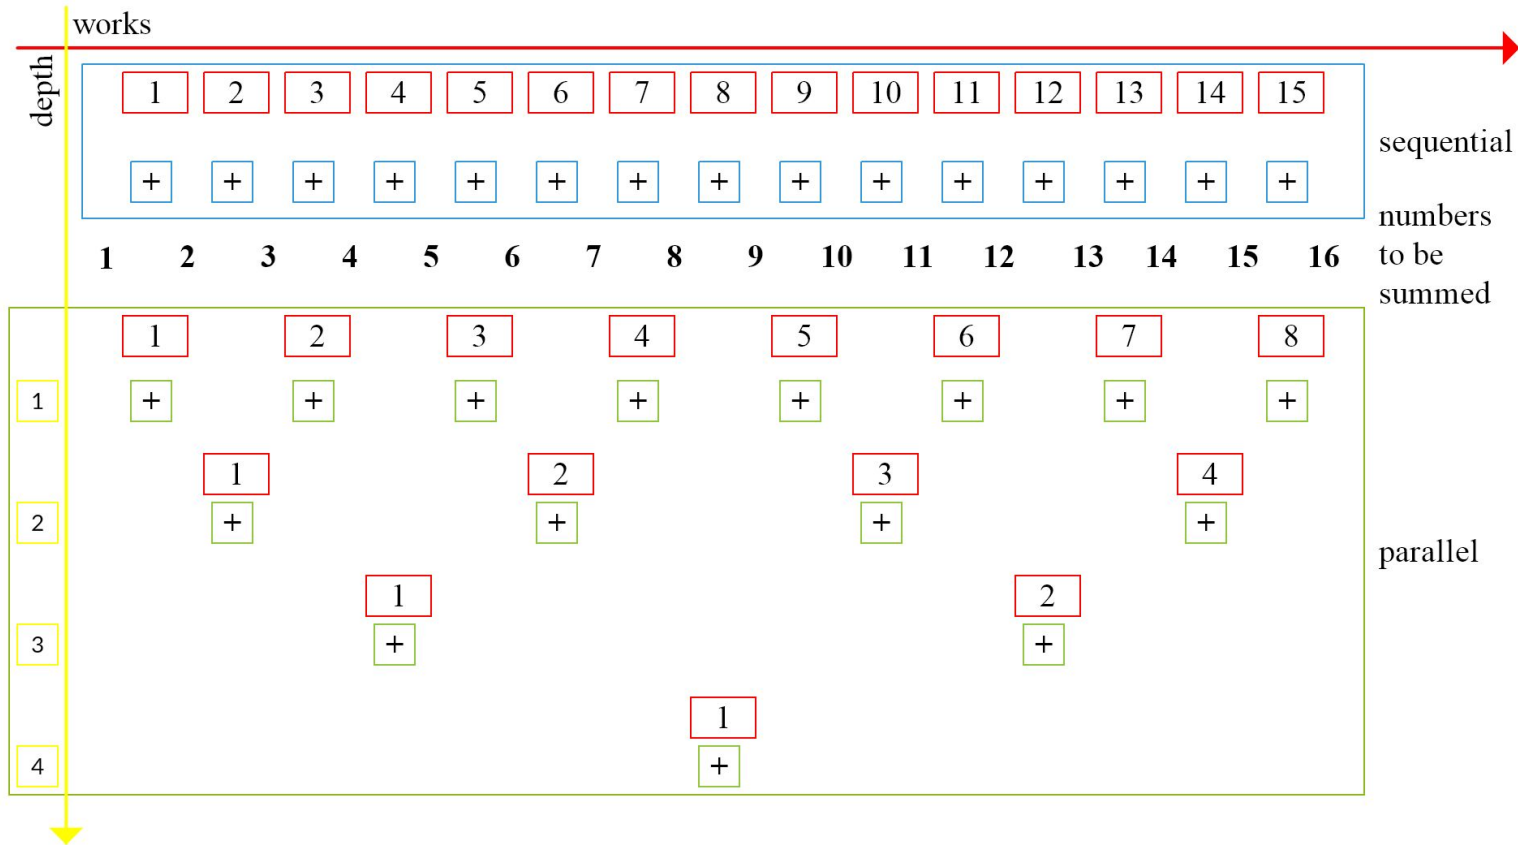 works
depth
1 2 3 4 5 6 7 8 9 10 11 12 13 14 15
sequential
+ + + + + + + + + + + + + + +
numbers
to be
summed
1 2 3 4 5 6 7 8 9 10 11 12 13 14 15 16
1 2 3 4 5 6 7 8
1 + + + + + + + +
1 2 3 4
2 + + + +
parallel
1 2
3 + +
1
4 +